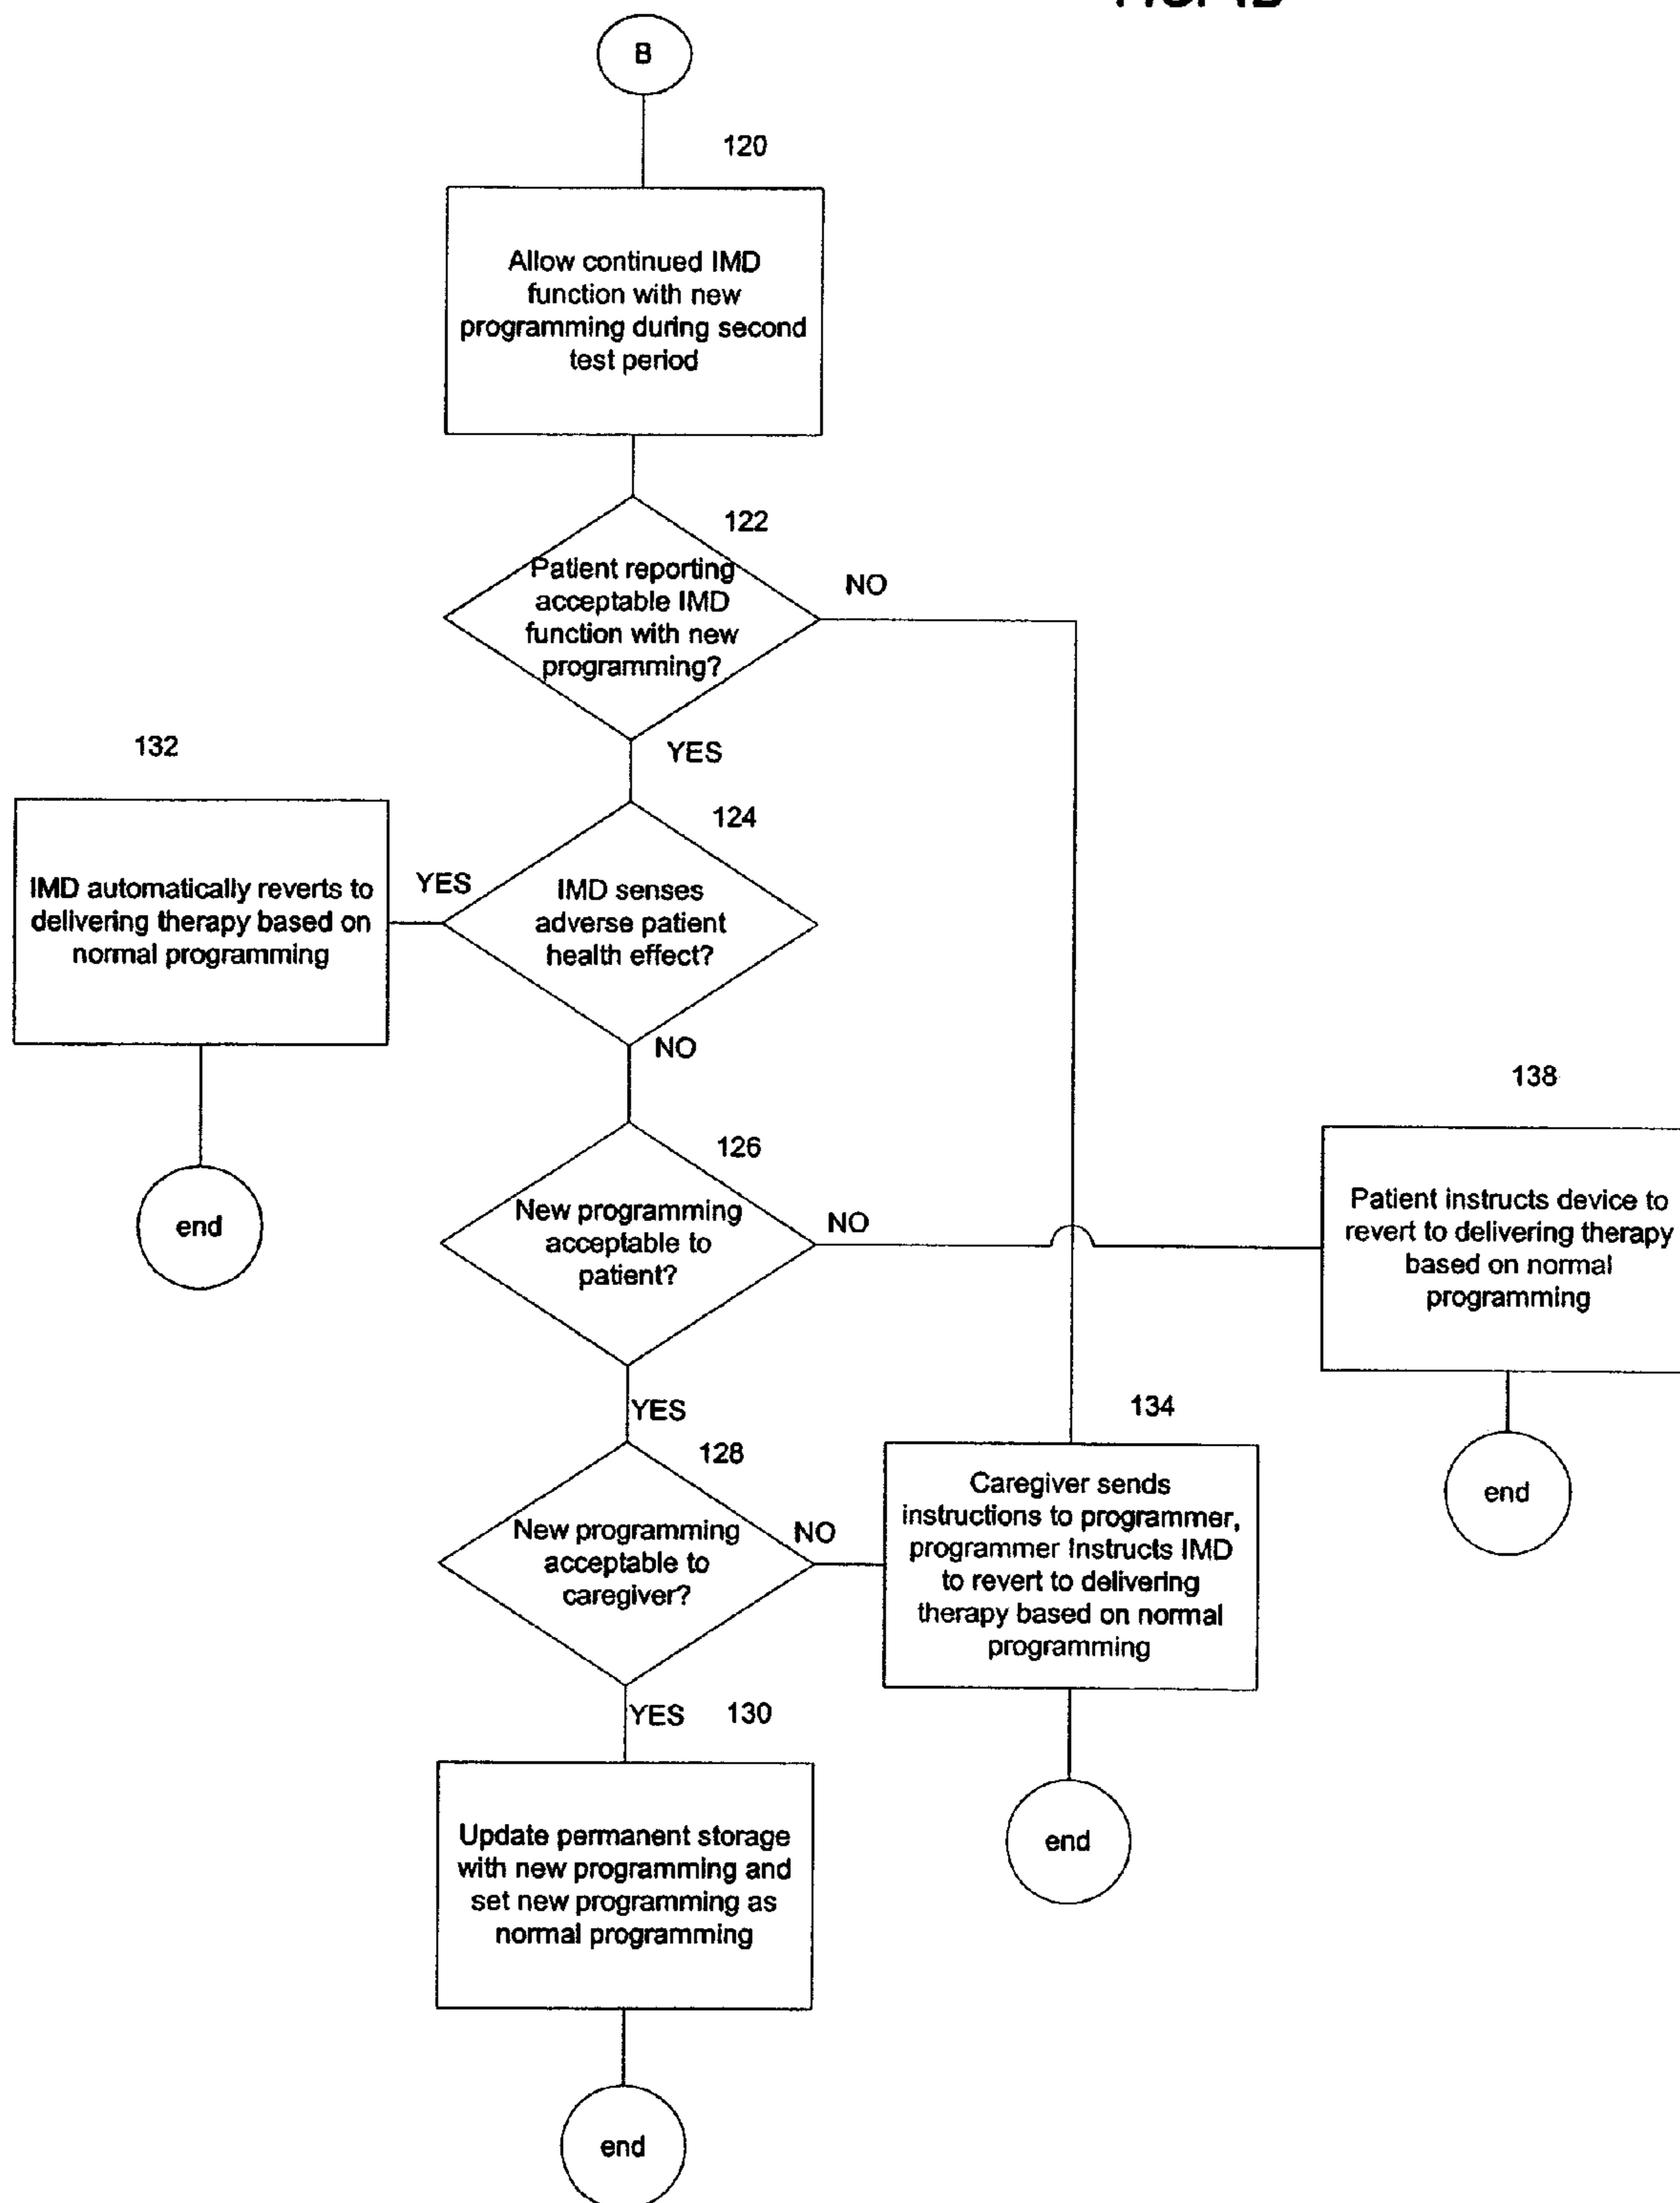 B
120
Allow continued IMD
function with new
programming during second
test period
122
Patient reporting
acceptable IMD
function with new
programming?
NO
YES
132
124
IMD automatically reverts to
delivering therapy based on
normal programming
YES
IMD senses
adverse patient
health effect?
NO
138
126
end
New programming
acceptable to
patient?
NO
Patient instructs device to
revert to delivering therapy
based on normal
programming
YES
134
128
New programming
acceptable to
caregiver?
NO
Caregiver sends
instructions to programmer,
programmer Instructs IMD
to revert to delivering
therapy based on normal
programming
end
YES
130
Update permanent storage
with new programming and
set new programming as
normal programming
end
end